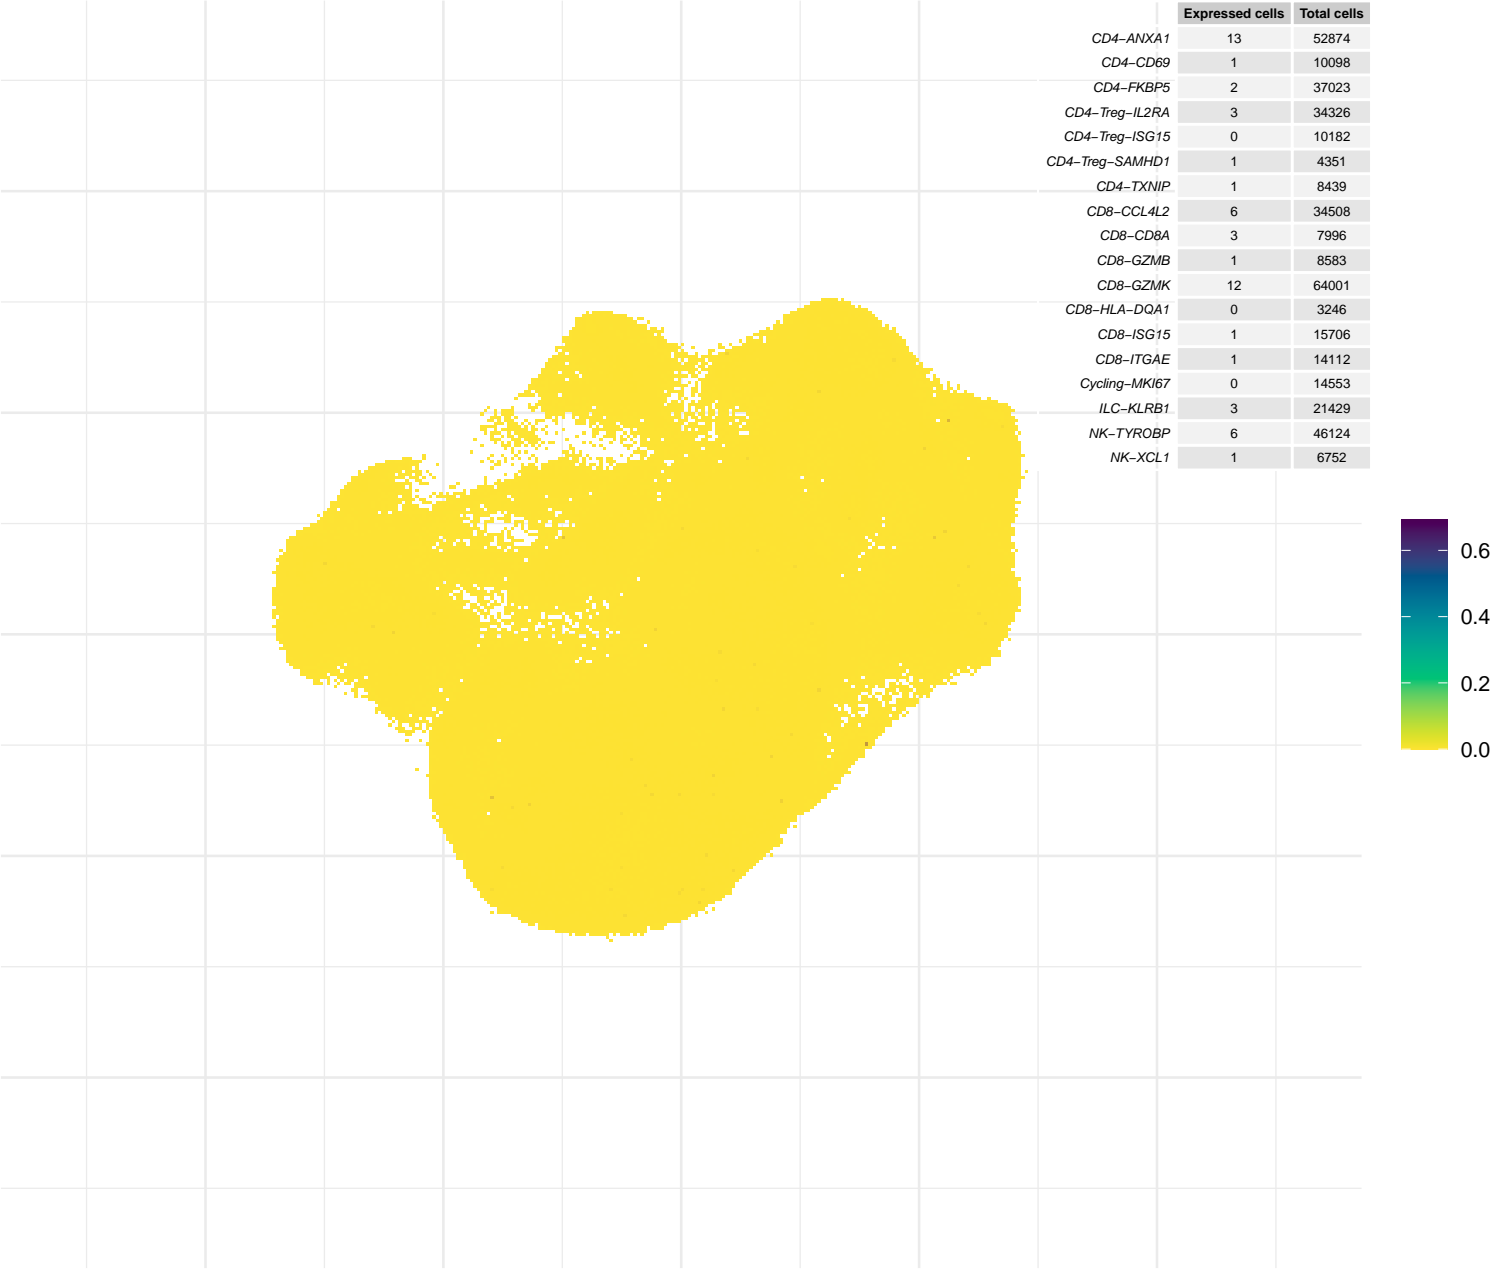 Expressed cells Total cells
CD4−ANXA1 13 52874
CD4−CD69 1 10098
CD4−FKBP5 2 37023
CD4−Treg−IL2RA 3 34326
CD4−Treg−ISG15 0 10182
CD4−Treg−SAMHD1 1 4351
CD4−TXNIP 1 8439
CD8−CCL4L2 6 34508
CD8−CD8A 3 7996
CD8−GZMB 1 8583
CD8−GZMK 12 64001
CD8−HLA−DQA1 0 3246
CD8−ISG15 1 15706
CD8−ITGAE 1 14112
Cycling−MKI67 0 14553
ILC−KLRB1 3 21429
NK−TYROBP 6 46124
NK−XCL1 1 6752
0.6
0.4
0.2
0.0